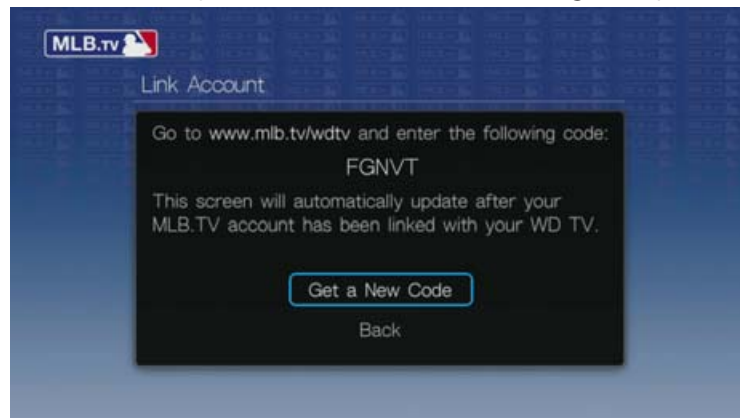 MLB.TV
Link Account
Go to www.mlb.tv/wdtv and enter the following code:
FGNVT
This screen will automatically update after your
MLB.TV account has been linked with your WD TV.
Get a New Code
Back